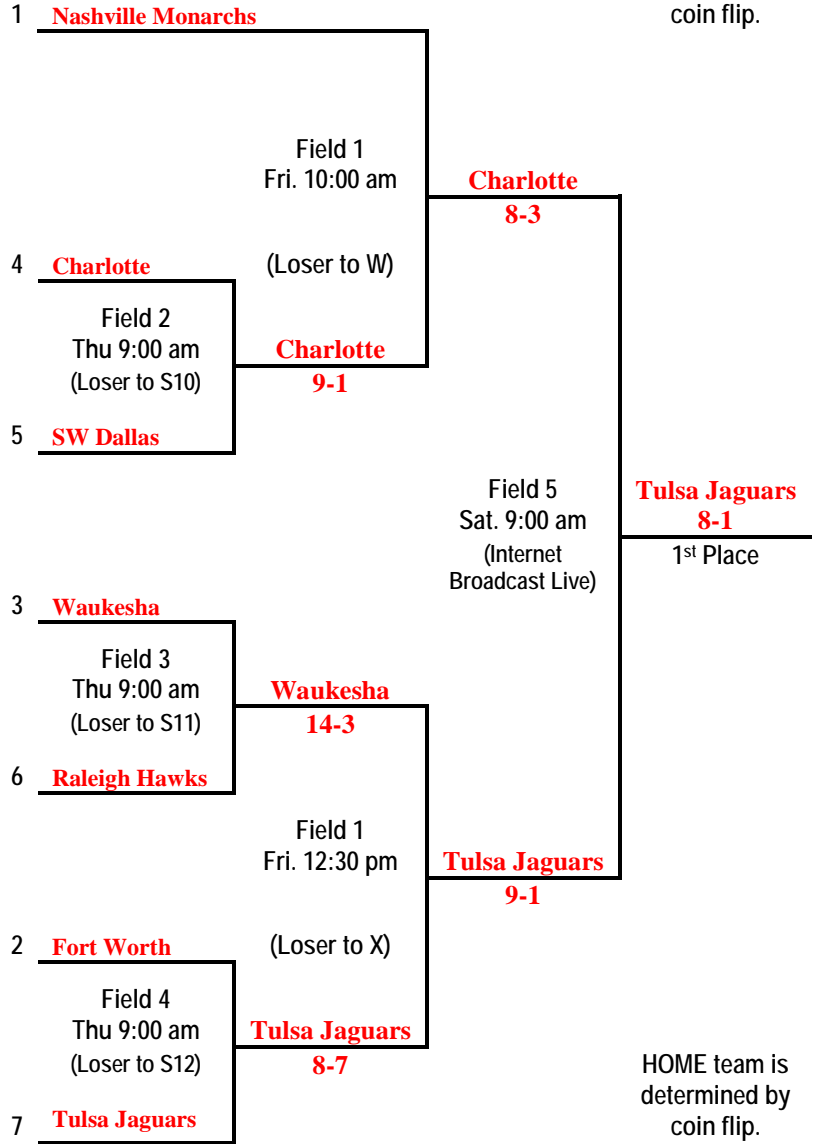 1 Nashville Monarchs
coin flip.
Field 1
Fri. 10:00 am
Charlotte
8-3
4 Charlotte
(Loser to W)
Field 2
Thu 9:00 am
(Loser to S10)
Charlotte
9-1
5 SW Dallas
Field 5
Sat. 9:00 am
(Internet
Broadcast Live)
Tulsa Jaguars
8-1
1st Place
3 Waukesha
Field 3
Thu 9:00 am
(Loser to S11)
Waukesha
14-3
6 Raleigh Hawks
Field 1
Fri. 12:30 pm
Tulsa Jaguars
9-1
2 Fort Worth
(Loser to X)
Field 4
Thu 9:00 am
(Loser to S12)
Tulsa Jaguars
8-7
7 Tulsa Jaguars
HOME team is
determined by
coin flip.